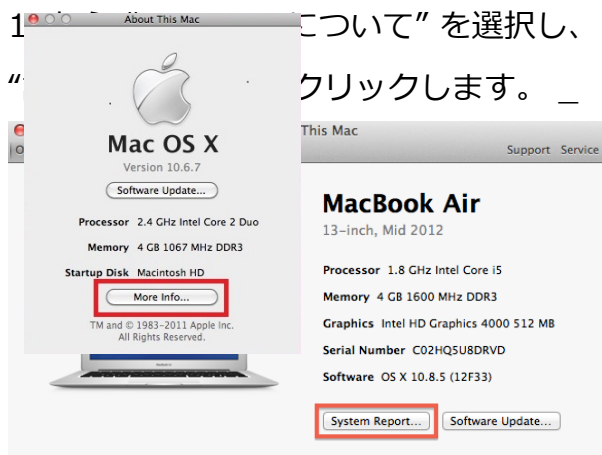 1
について” を選択し、
“
クリックします。 _
About This Mac
Mac OS X
Version 10.6.7
Software Update...
Processor 2.4 GHz Intel Core 2 Duo
Memory 4 GB 1067 MHz DDR3
Startup Disk Macintosh HD
More Info...
TM and © 1983–2011 Apple Inc.
All Rights Reserved.
This Mac
Support Service
MacBook Air
13-inch, Mid 2012
Processor 1.8 GHz Intel Core i5
Memory 4 GB 1600 MHz DDR3
Graphics Intel HD Graphics 4000 512 MB
Serial Number C02HQ5U8DRVD
Software OS X 10.8.5 (12F33)
System Report...
Software Update...